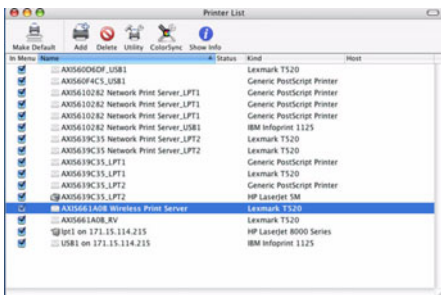 Printer List
Make Default Add Delete Utility ColorSync Show Info
In Menu Name Status Kind Host
AXIS60D6DF_USB1 Lexmark T520
AXIS60F4C5_USB1 Generic PostScript Printer
AXIS610282 Network Print Server_LPT1 Generic PostScript Printer
AXIS610282 Network Print Server_LPT1 Generic PostScript Printer
AXIS610282 Network Print Server_LPT1 Generic PostScript Printer
AXIS610282 Network Print Server_USB1 IBM Infoprint 1125
AXIS639C35 Network Print Server_LPT2 Lexmark T520
AXIS639C35 Network Print Server_LPT2 Lexmark T520
AXIS639C35_LPT1 Generic PostScript Printer
AXIS639C35_LPT1 Lexmark T520
AXIS639C35_LPT2 Generic PostScript Printer
AXIS639C35_LPT2 HP LaserJet 5M
AXIS661A08 Wireless Print Server Lexmark T520
AXIS661A08_RV Lexmark T520
lpt1 on 171.15.114.215 HP LaserJet 8000 Series
USB1 on 171.15.114.215 IBM Infoprint 1125